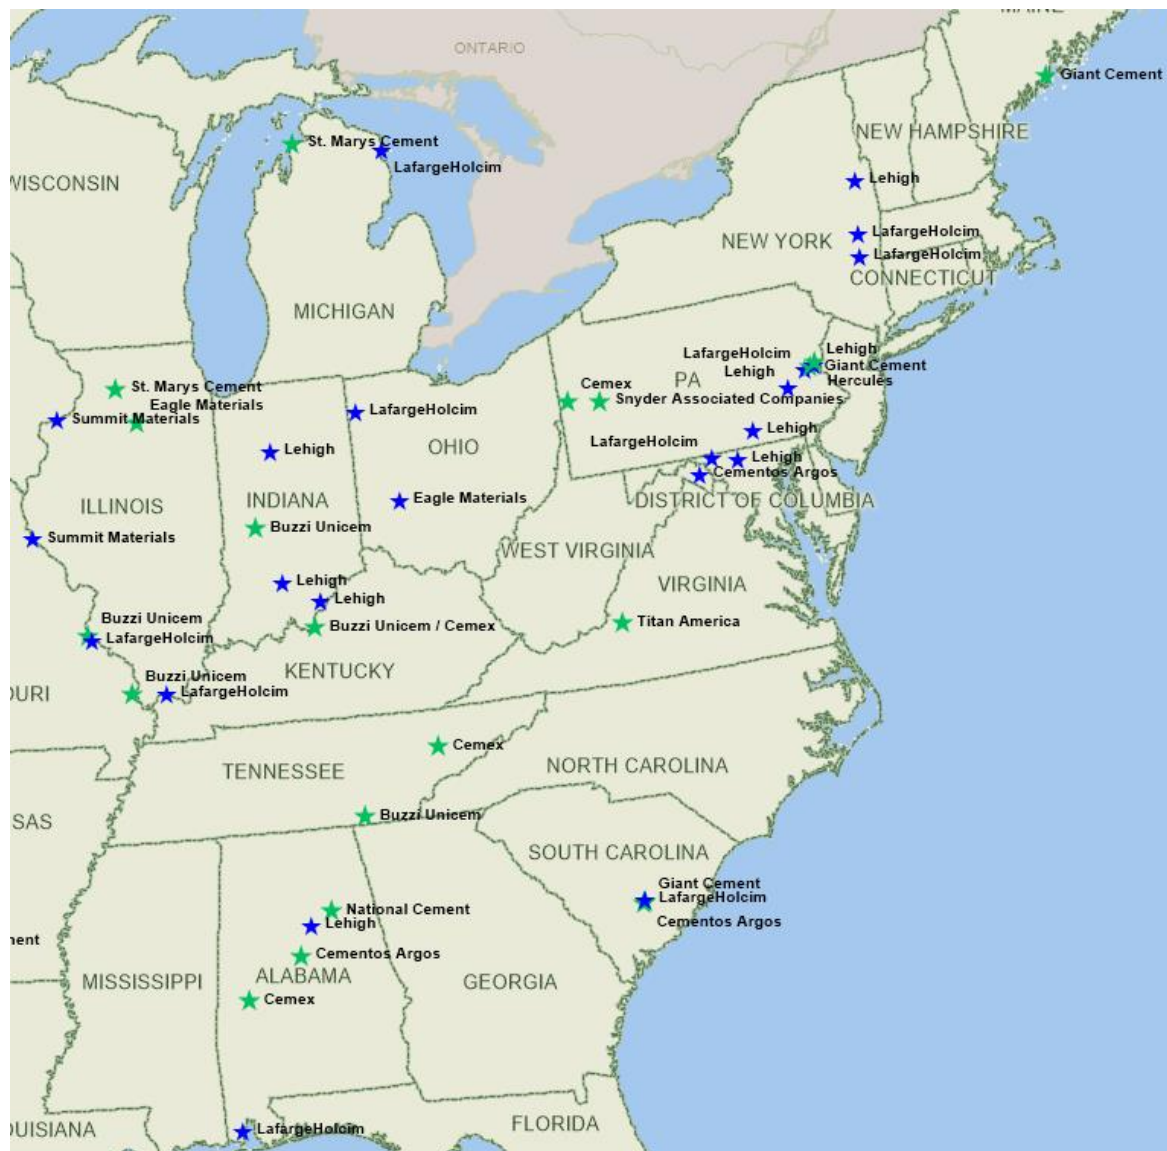 MAINE
ONTARIO
Giant Cement
NEW HAMPSHIRE
St. Marys Cement
LafargeHolcim
WISCONSIN
Lehigh
LafargeHolcim
NEW YORK
LafargeHolcim
CONNECTICUT
MICHIGAN
Lehigh
LafargeHolcim
Giant Cement
Lehigh
Hercules
PA
Cemex
Snyder Associated Companies
St. Marys Cement
Eagle Materials
Summit Materials
LafargeHolcim
Lehigh
LafargeHolcim
OHIO
Lehigh
Lehigh
Cementos Argos
Eagle Materials
DISTRICT OF COLUMBIA
INDIANA
ILLINOIS
Buzzi Unicem
Summit Materials
WEST VIRGINIA
Lehigh
VIRGINIA
Lehigh
Buzzi Unicem
Titan America
Buzzi Unicem / Cemex
LafargeHolcim
KENTUCKY
Buzzi Unicem
LafargeHolcim
OURI
Cemex
NORTH CAROLINA
TENNESSEE
Buzzi Unicem
SAS
SOUTH CAROLINA
Giant Cement
LafargeHolcim
Cementos Argos
National Cement
Lehigh
ment
Cementos Argos
ALABAMA
MISSISSIPPI
GEORGIA
Cemex
FLORIDA
LafargeHolcim
OUISIANA